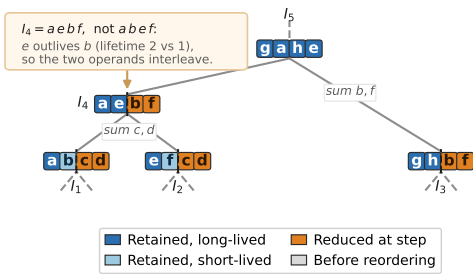 I4 = a e b f, not a b e f:
e outlives b (lifetime 2 vs 1),
so the two operands interleave.
I5
g a h e
sum b, f
I4 a e b f
sum c, d
a b c d
e f c d
g h b f
I1
I2
I3
Retained, long-lived
Reduced at step
Retained, short-lived
Before reordering